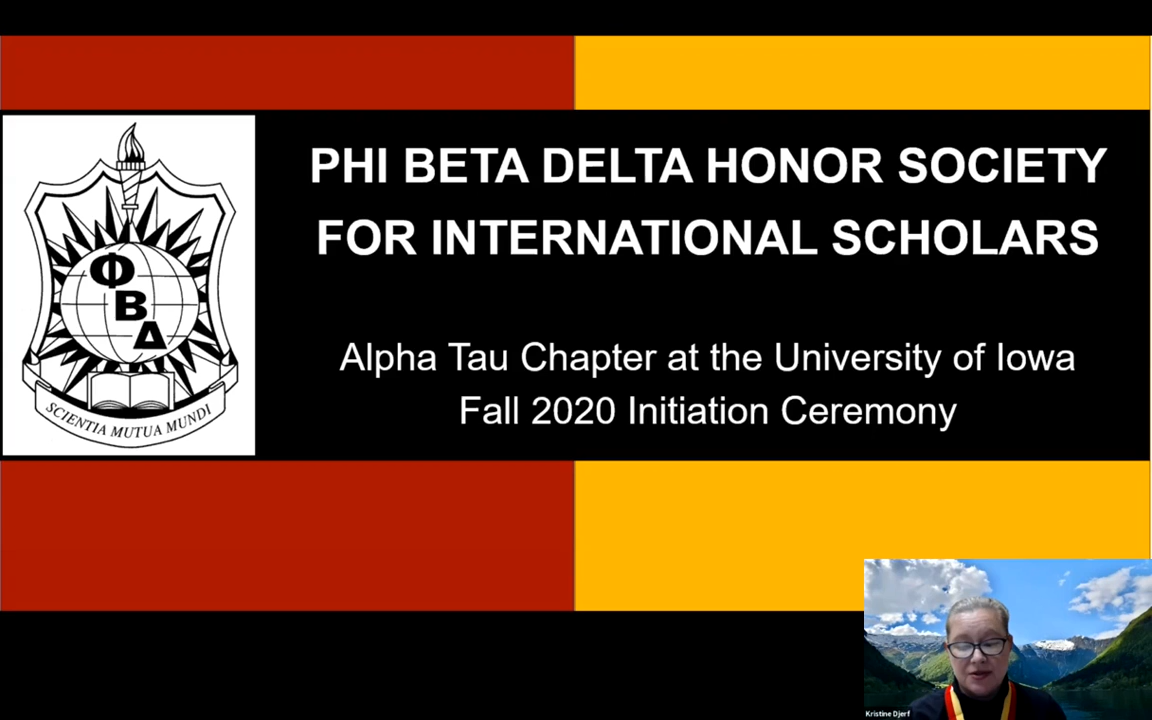 PHI BETA DELTA HONOR SOCIETY
FOR INTERNATIONAL SCHOLARS
Φ
Β
Δ
SCIENTIA MUTUA MUNDI
Alpha Tau Chapter at the University of Iowa
Fall 2020 Initiation Ceremony
Kristine Djerf